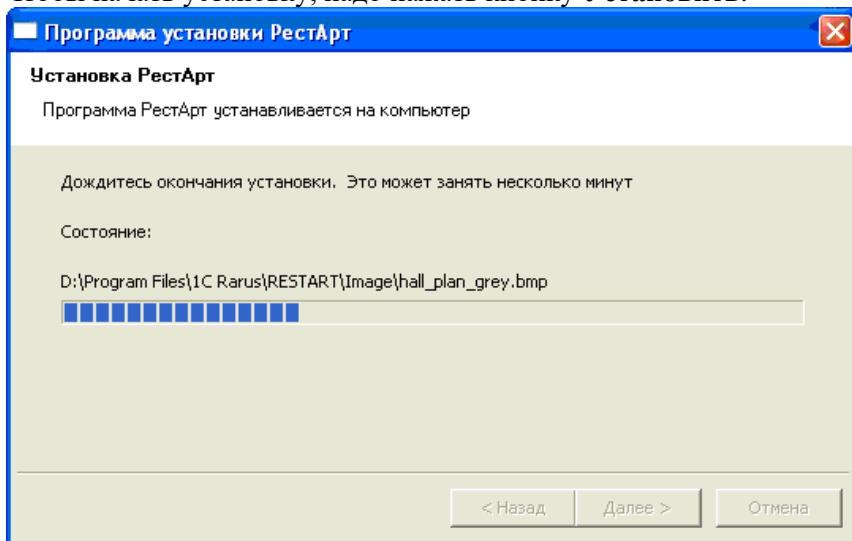 Программа установки РестАрт
Установка РестАрт
Программа РестАрт устанавливается на компьютер
Дождитесь окончания установки. Это может занять несколько минут
Состояние:
D:\Program Files\1C Rarus\RESTART\Image\hall_plan_grey.bmp
< Назад
Далее >
Отмена